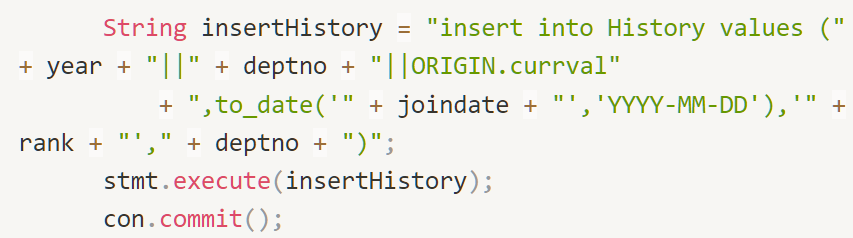 String insertHistory = "insert into History values ("
+ year + "||" + deptno + "||ORIGIN.currval"
+ ",to_date('" + joindate + "','YYYY-MM-DD'),'" +
rank + "'," + deptno + ")";
stmt.execute(insertHistory);
con.commit();